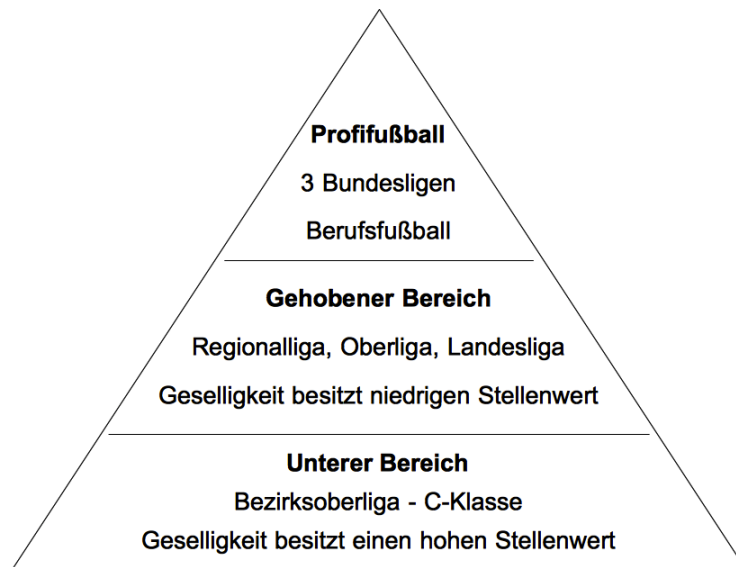 Profifußball
3 Bundesligen
Berufsfußball
Gehobener Bereich
Regionalliga, Oberliga, Landesliga
Geselligkeit besitzt niedrigen Stellenwert
Unterer Bereich
Bezirksoberliga - C-Klasse
Geselligkeit besitzt einen hohen Stellenwert